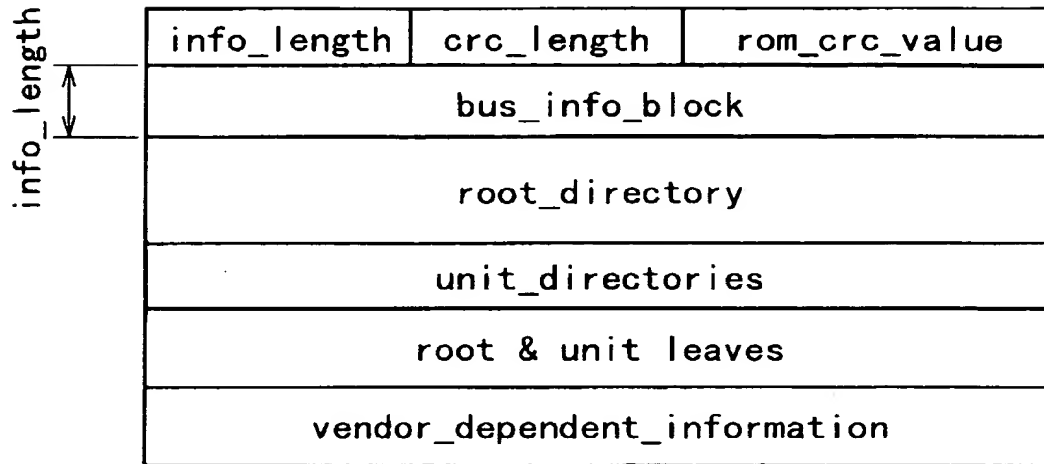 info_length
info_length crc_length rom_crc_value
bus_info_block
root_directory
unit_directories
root & unit leaves
vendor_dependent_information